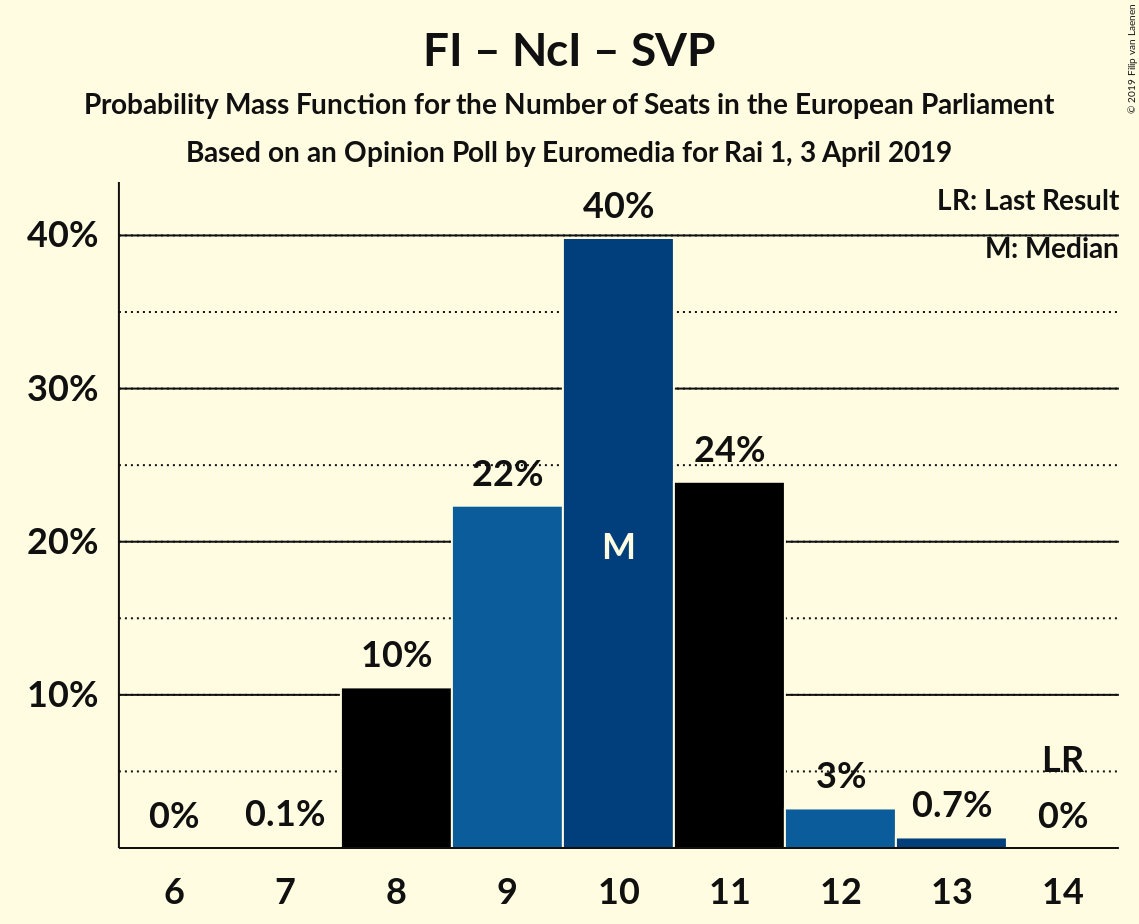 FI – NcI – SVP
Probability Mass Function for the Number of Seats in the European Parliament
Based on an Opinion Poll by Euromedia for Rai 1, 3 April 2019
© 2019 Filip van Laenen
LR: Last Result
M: Median
40%
30%
20%
10%
0%
0.1%
10%
22%
40%
M
24%
3%
0.7%
LR
0%
6 7 8 9 10 11 12 13 14